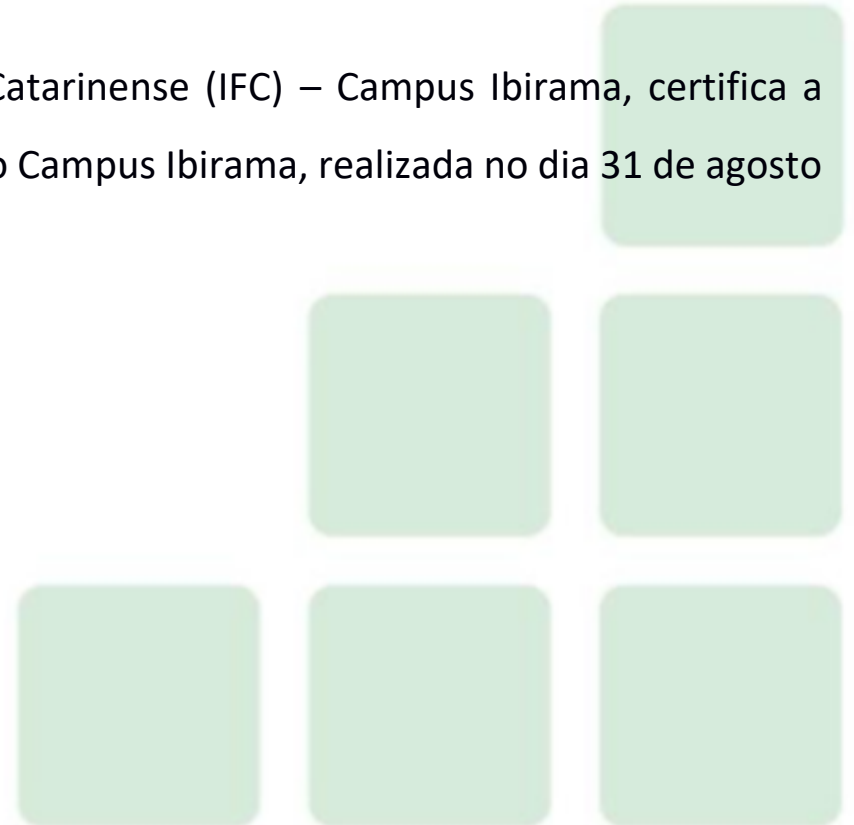 Catarinense (IFC) – Campus Ibirama, certifica a
Campus Ibirama, realizada no dia 31 de agosto